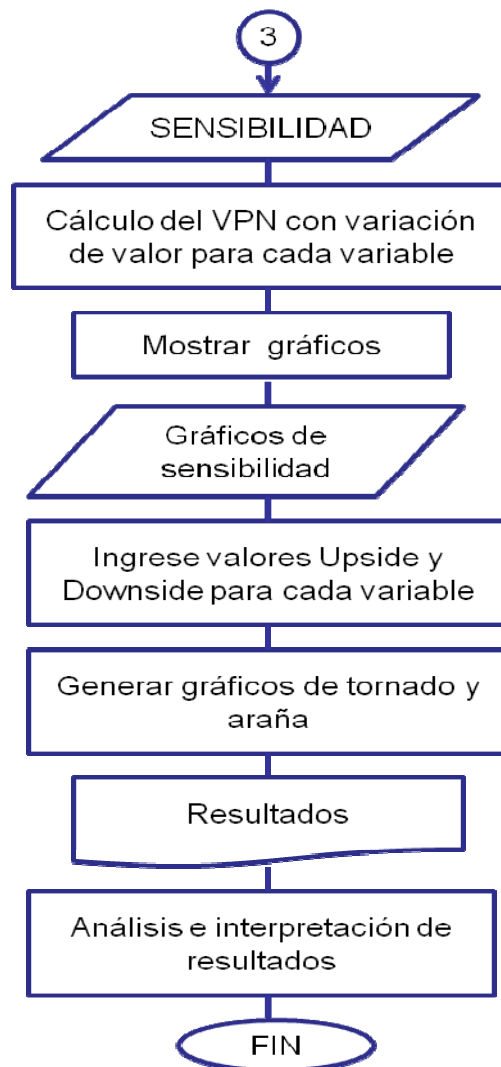 3
SENSIBILIDAD
Cálculo del VPN con variación
de valor para cada variable
Mostrar gráficos
Gráficos de
sensibilidad
Ingrese valores Upside y
Downside para cada variable
Generar gráficos de tornado y
araña
Resultados
Análisis e interpretación de
resultados
FIN